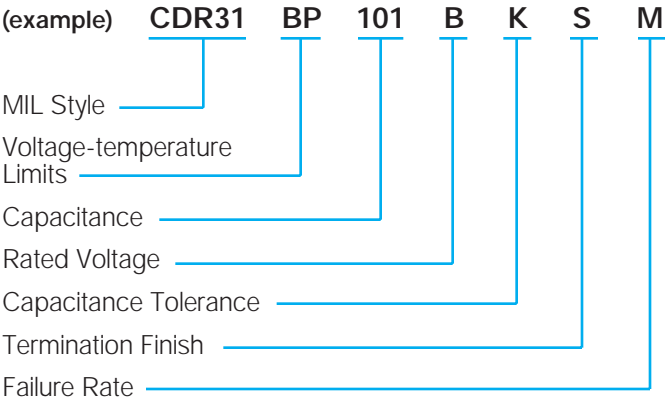 (example) CDR31 BP 101 B K S M
MIL Style
Voltage-temperature
Limits
Capacitance
Rated Voltage
Capacitance Tolerance
Termination Finish
Failure Rate